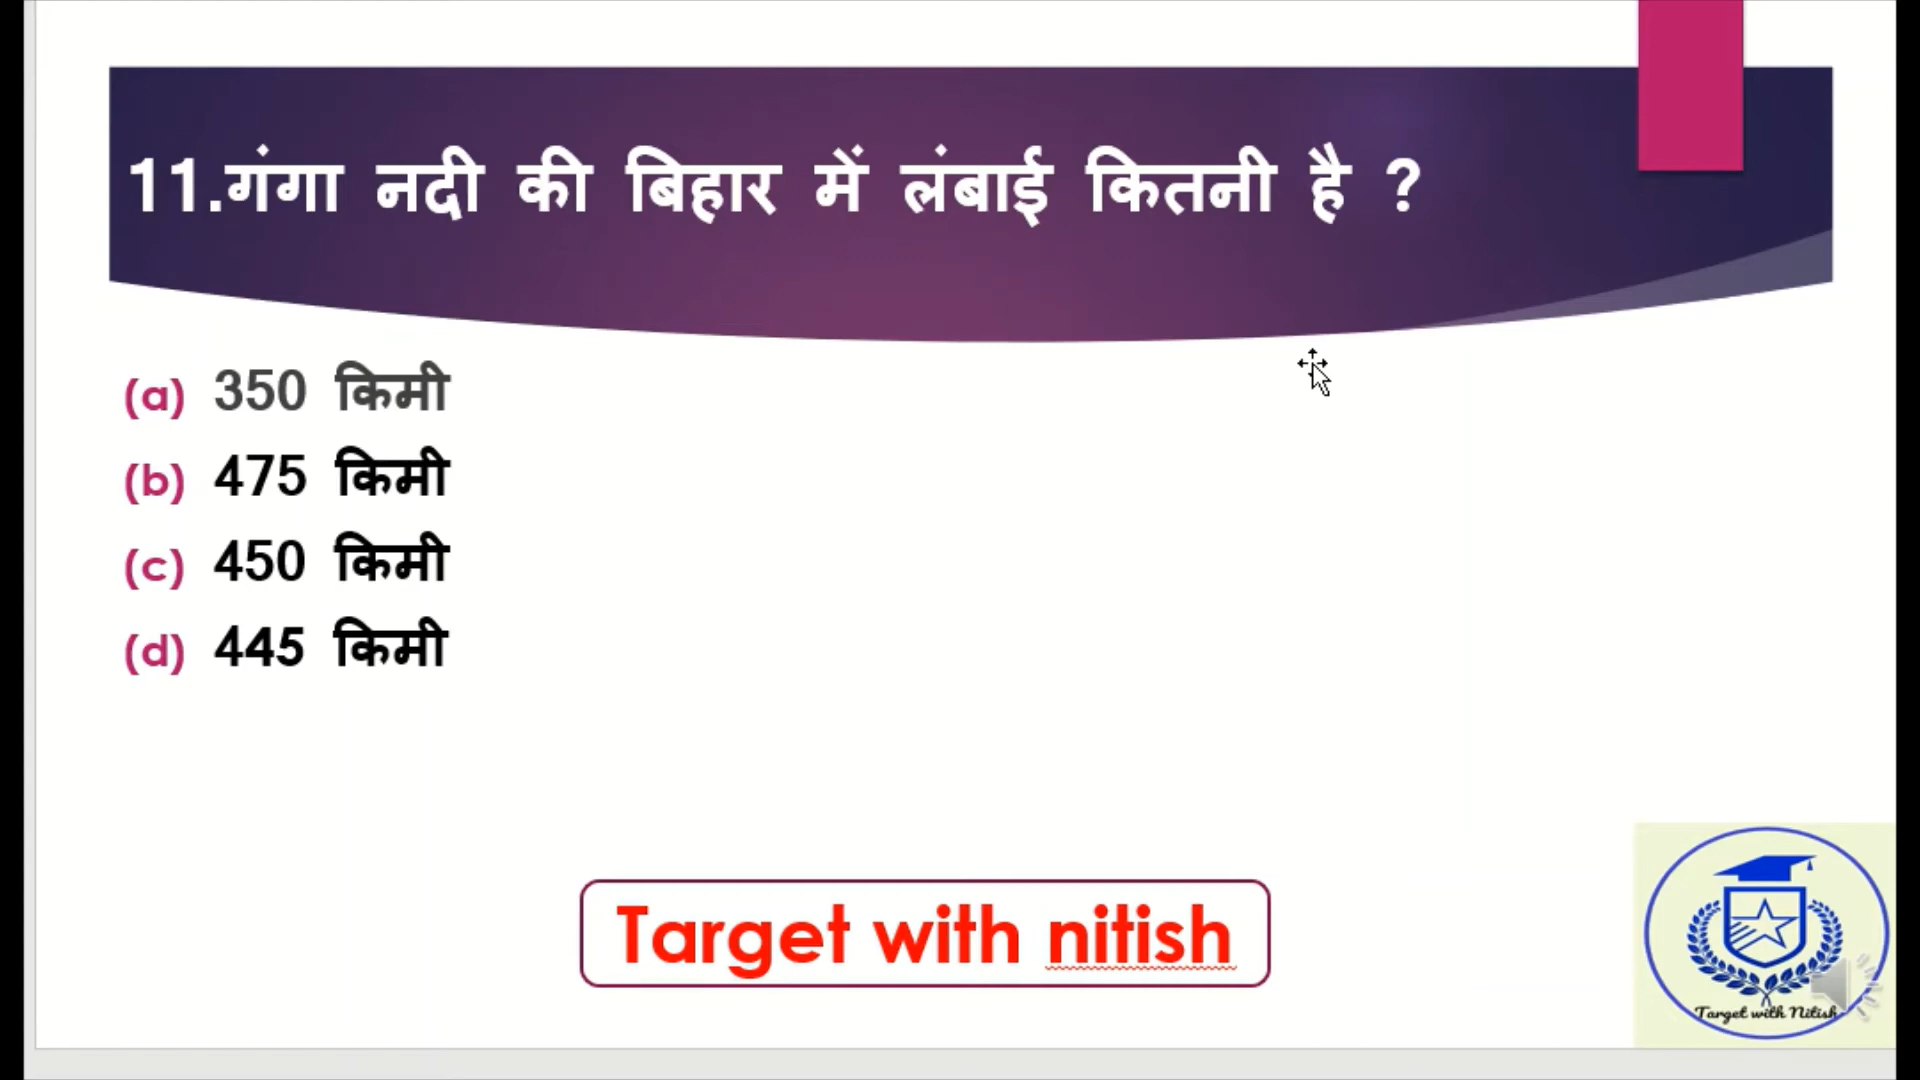 11.गंगा नदी की बिहार में लंबाई कितनी है ?
(a) 350 किमी
(b) 475 किमी
(c) 450 किमी
(d) 445 किमी
Target with nitish
Target with Nitish